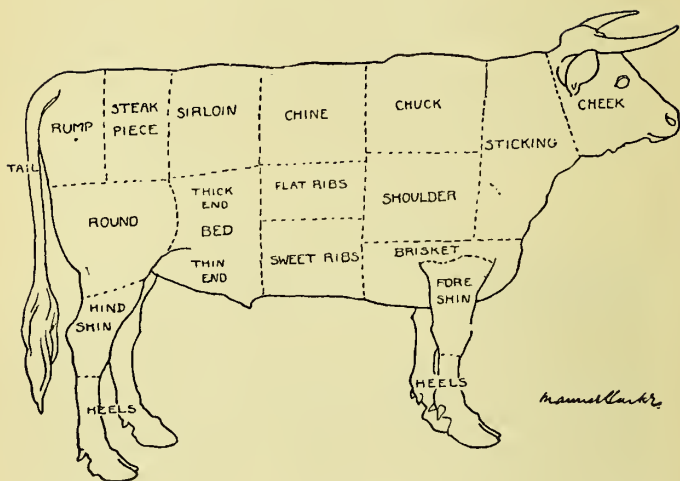 STEAK
PIECE
SIRLOIN
CHINE
CHUCK
CHEEK
RUMP
STICKING
TAIL
THICK
END
FLAT RIBS
SHOULDER
ROUND
BED
THIN
END
SWEET RIBS
BRISKET
FORE
SHIN
HIND
SHIN
HEELS
HEELS